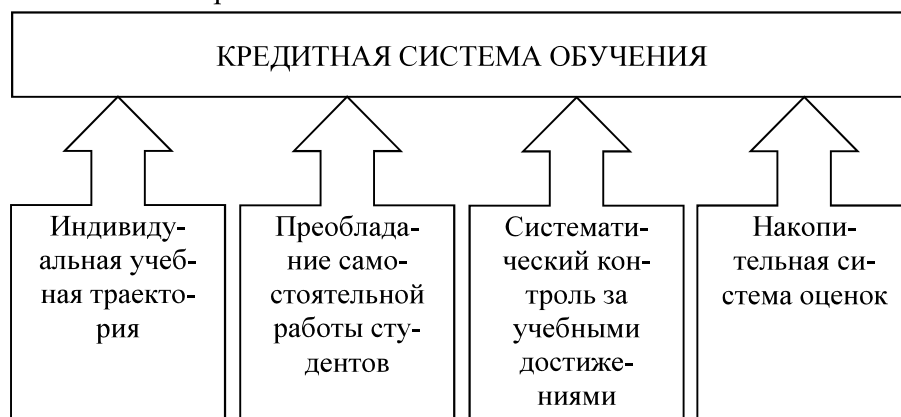 КРЕДИТНАЯ СИСТЕМА ОБУЧЕНИЯ
Индивиду-
альная учеб-
ная траекто-
рия
Преоблада-
ние само-
стоятельной
работы сту-
дентов
Системати-
ческий кон-
троль за
учебными
достиже-
ниями
Накопи-
тельная си-
стема оценок